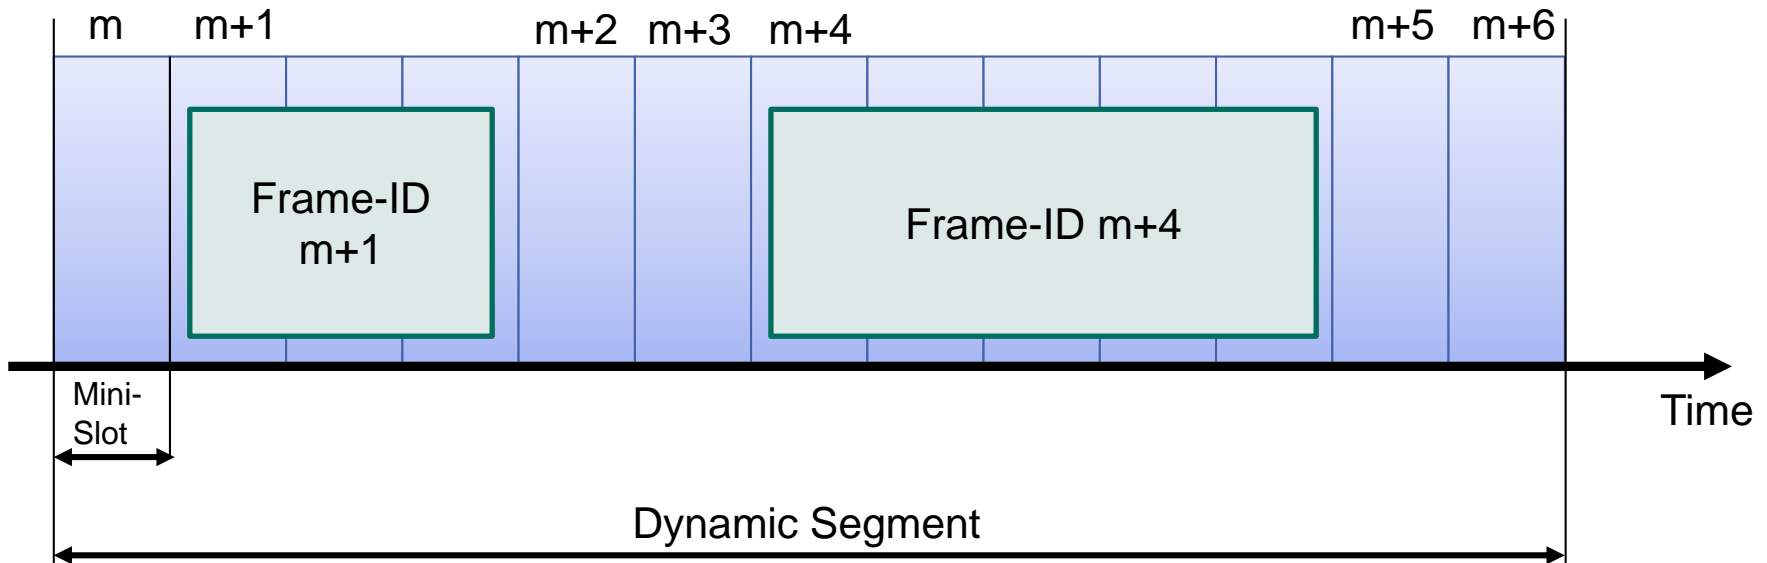 m m+1 m+2 m+3 m+4 m+5 m+6
Frame-ID
m+1
Frame-ID m+4
Mini-
Slot
Time
Dynamic Segment